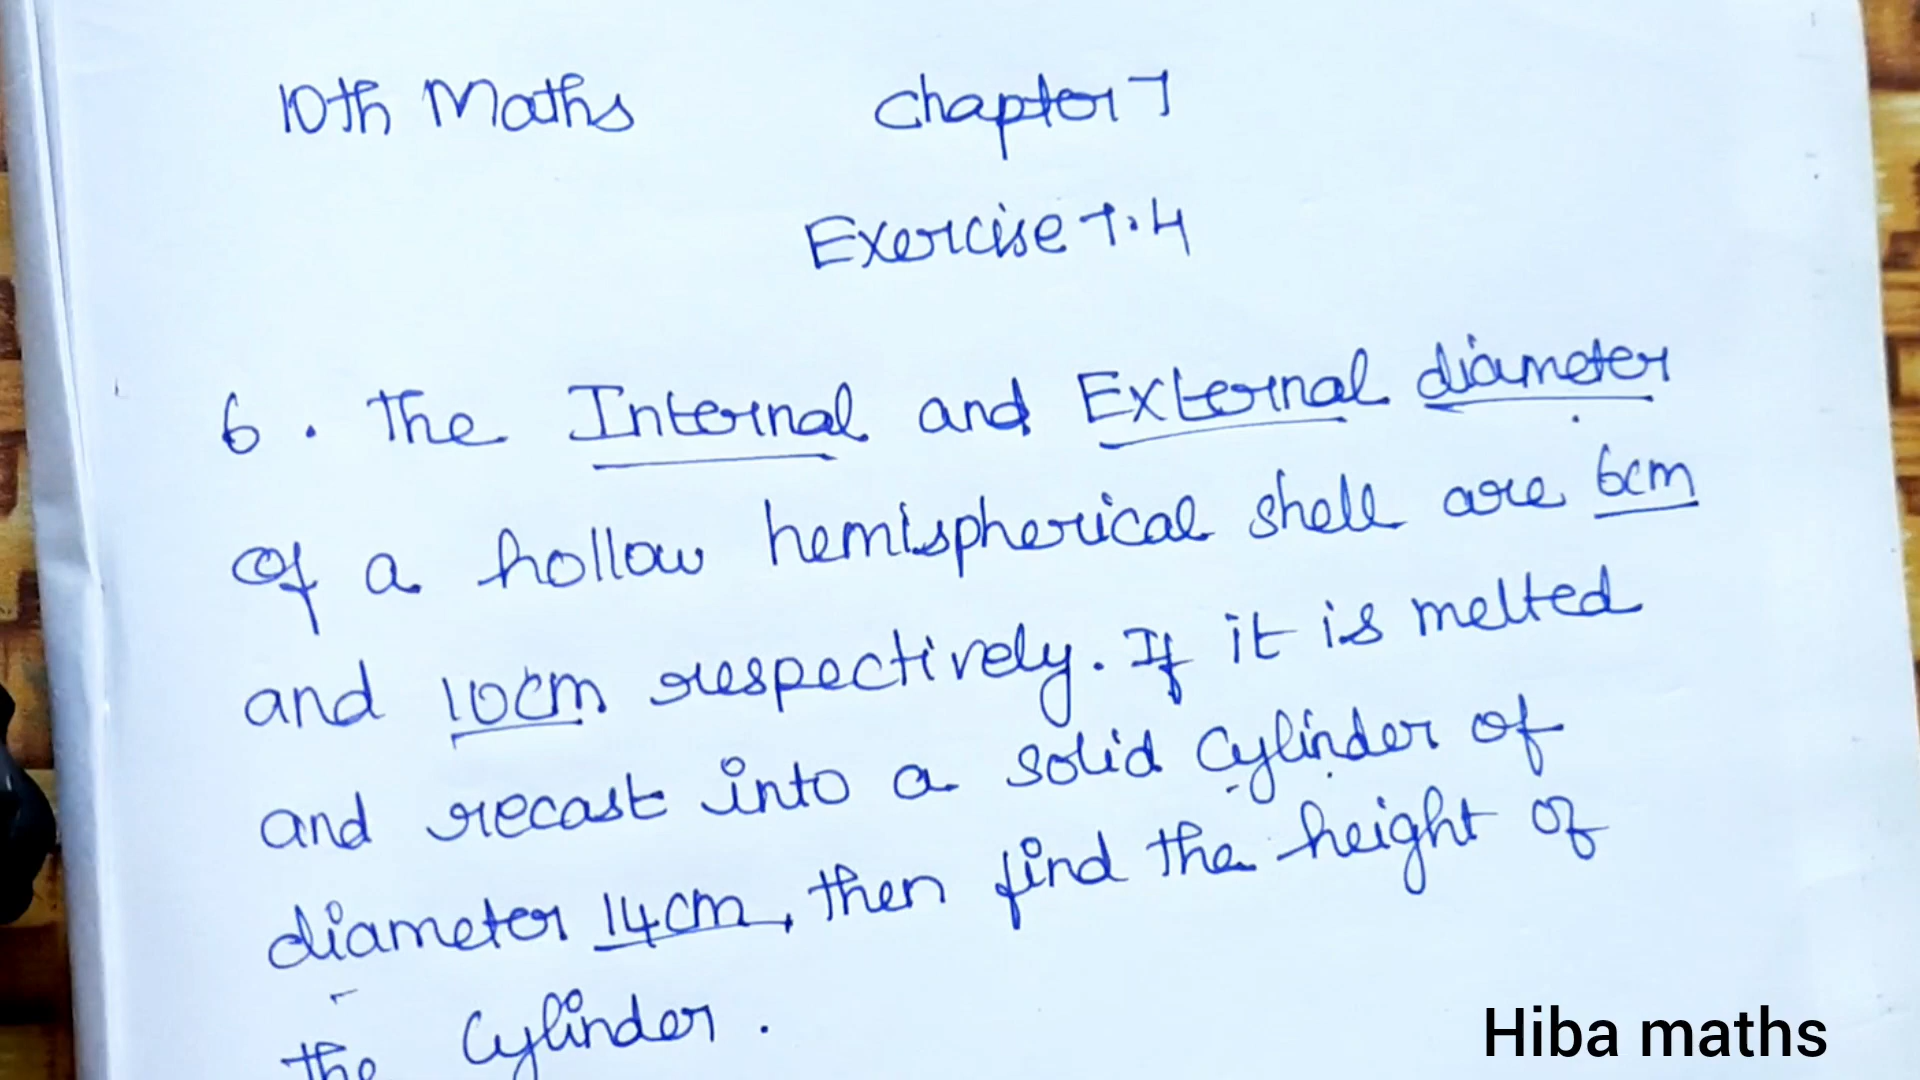 10th Maths Chapter 7
Exercise 7.4
6. The Internal and External diameter
of a hollow hemispherical shell are 6cm
and 10cm respectively. If it is melted
and recast into a solid cylinder of
diameter 14cm, then find the height of
the cylinder.
Hiba maths